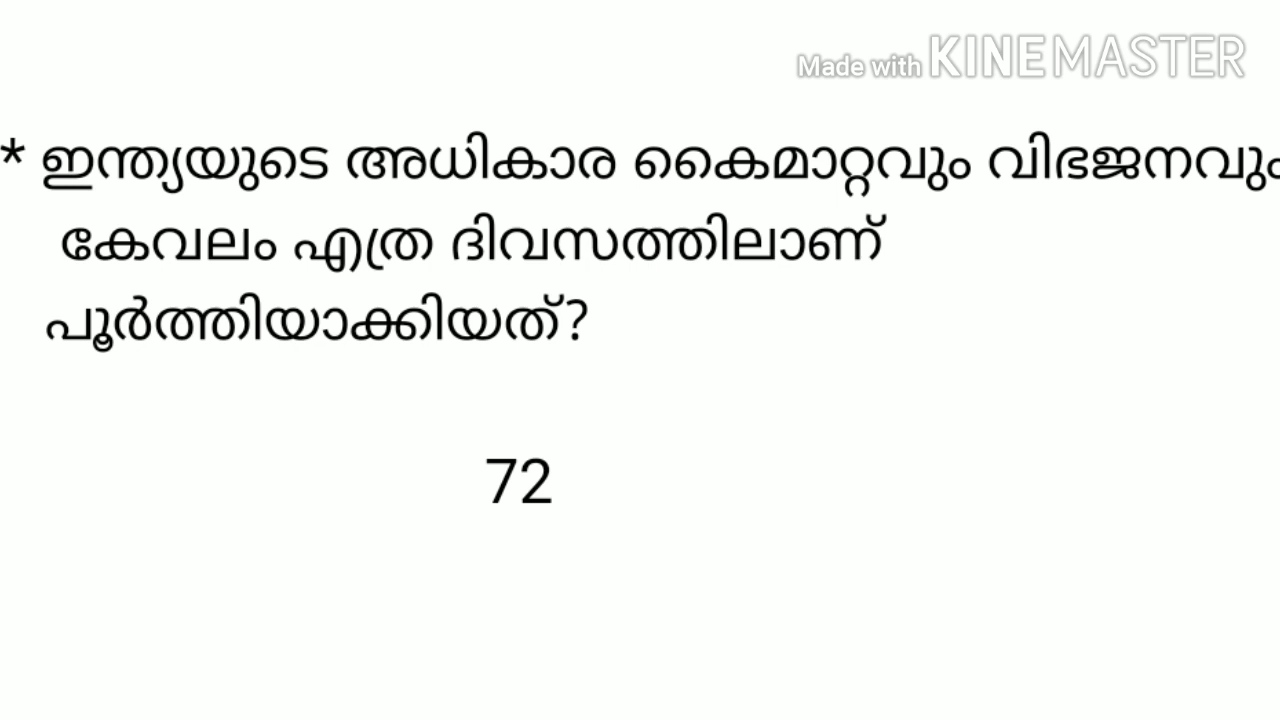 Made with KINEMASTER
* ഇന്ത്യയുടെ അധികാര കൈമാറ്റവും വിഭജനവും
കേവലം എത്ര ദിവസത്തിലാണ്
പൂർത്തിയാക്കിയത്?
72